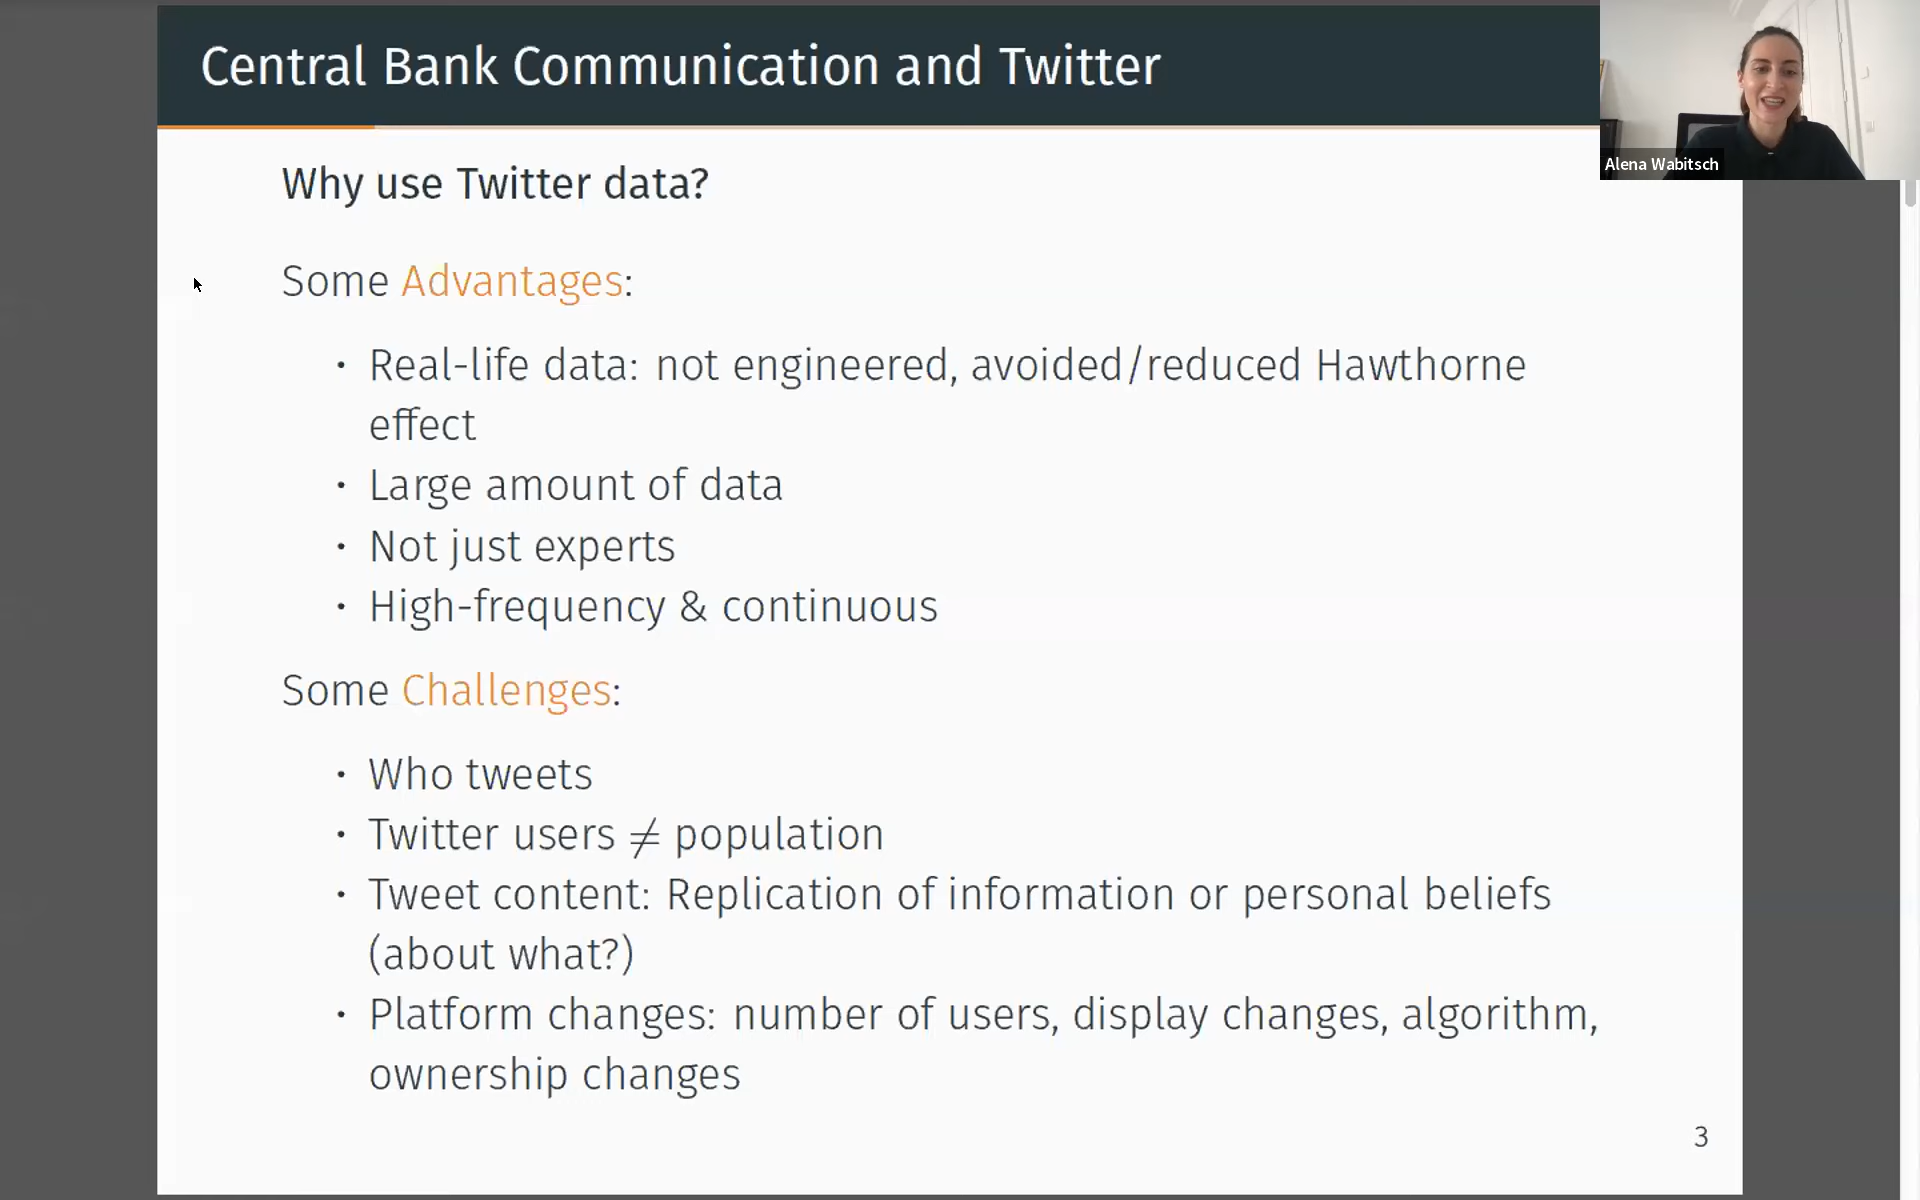 Central Bank Communication and Twitter
Alena Wabitsch
Why use Twitter data?
Some Advantages:
· Real-life data: not engineered, avoided/reduced Hawthorne
effect
· Large amount of data
· Not just experts
· High-frequency & continuous
Some Challenges:
· Who tweets
· Twitter users ≠ population
· Tweet content: Replication of information or personal beliefs
(about what?)
· Platform changes: number of users, display changes, algorithm,
ownership changes
3